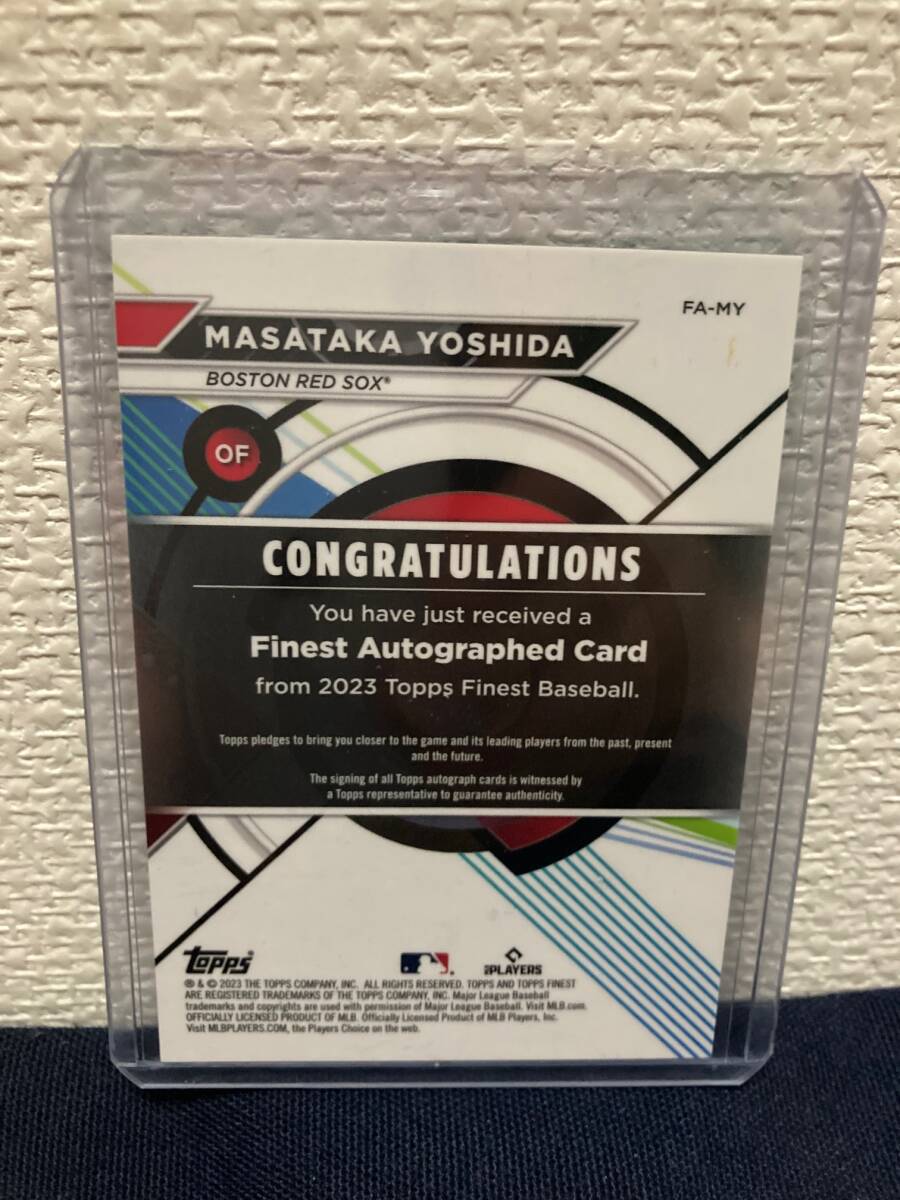 FA-MY
MASATAKA YOSHIDA
BOSTON RED SOX®
OF
CONGRATULATIONS
You have just received a
Finest Autographed Card
from 2023 Topps Finest Baseball.
Topps pledges to bring you closer to the game and its leading players from the past, present
and the future.
The signing of all Topps autograph cards is witnessed by
a Topps representative to guarantee authenticity.
topps®
PLAYERS
® & © 2023 THE TOPPS COMPANY, INC. ALL RIGHTS RESERVED. TOPPS AND TOPPS FINEST
ARE REGISTERED TRADEMARKS OF THE TOPPS COMPANY, INC. Major League Baseball
trademarks and copyrights are used with permission of Major League Baseball. Visit MLB.com.
OFFICIALLY LICENSED PRODUCT OF MLB. Officially Licensed Product of MLB Players, Inc.
Visit MLBPLAYERS.COM, the Players Choice on the web.